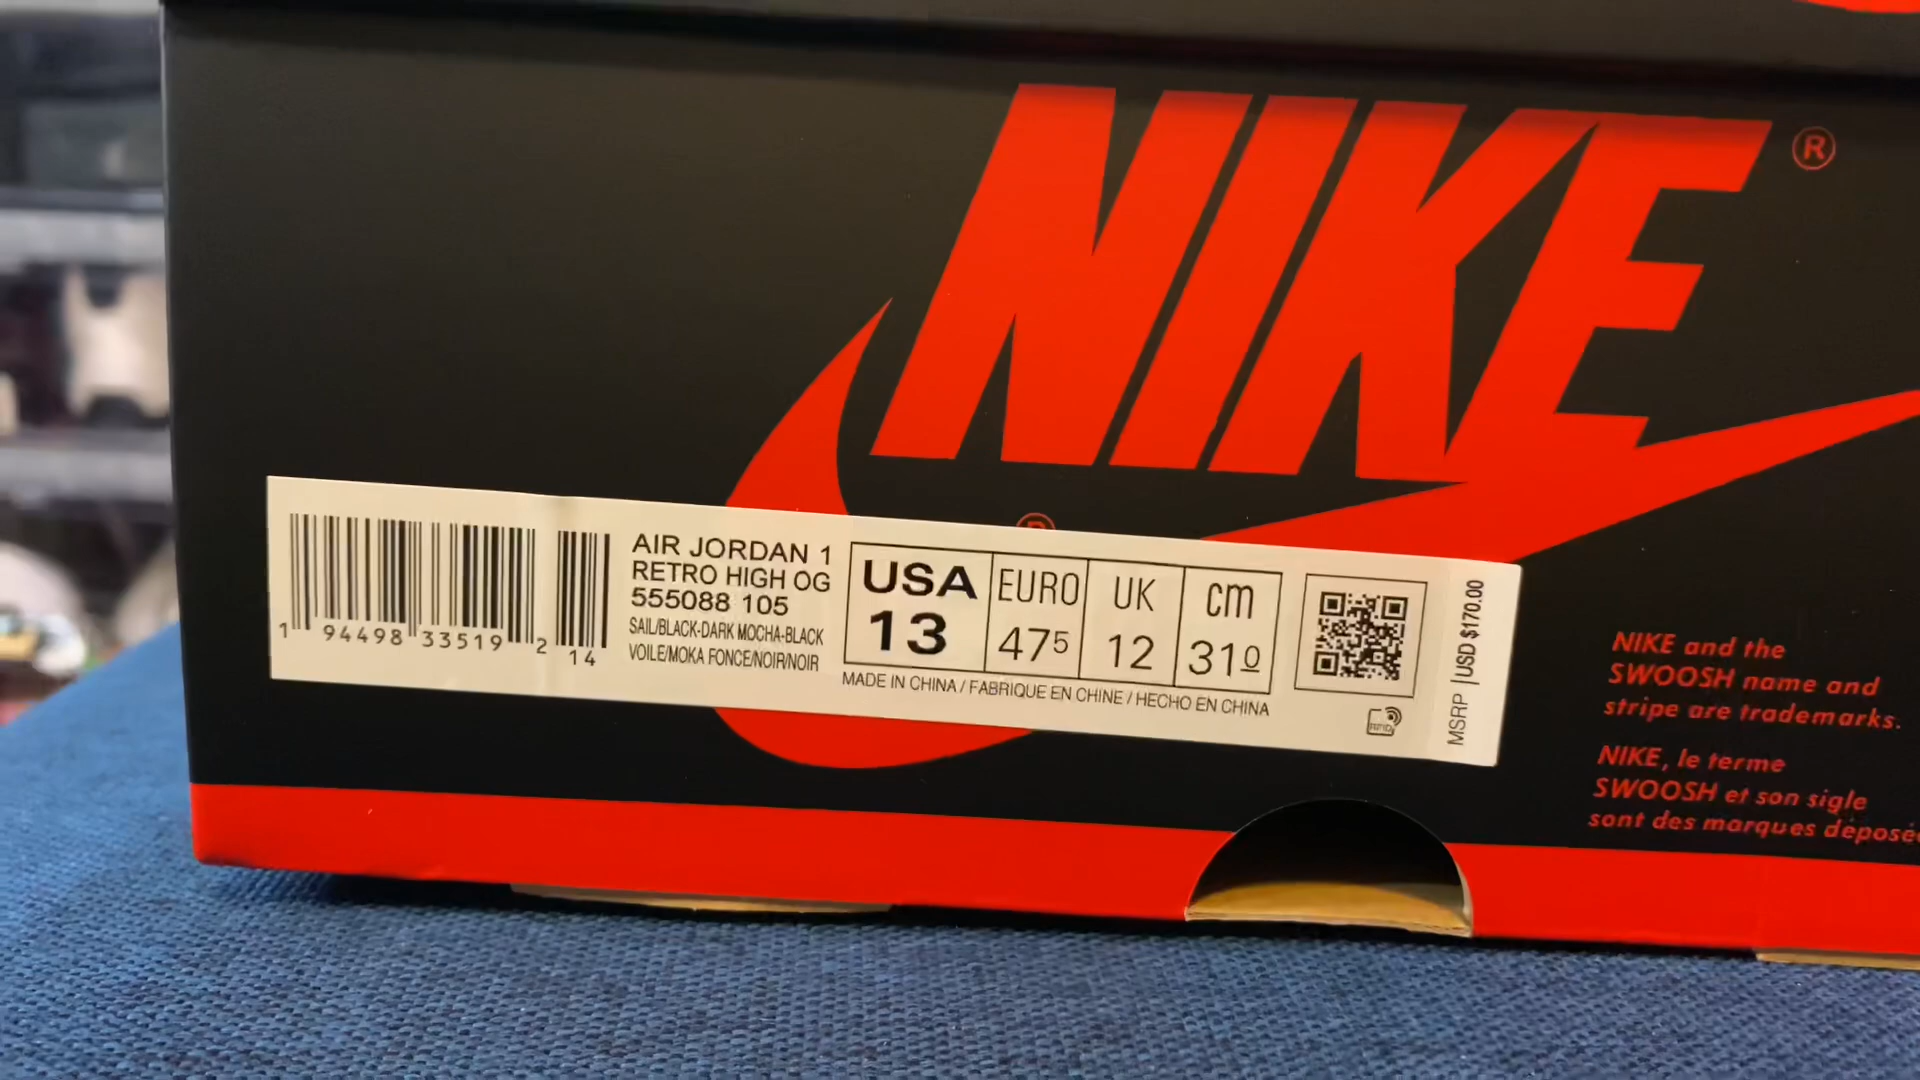 NIKE ®
®
1 94498 33519 2 14
AIR JORDAN 1
RETRO HIGH OG
555088 105
SAIL/BLACK-DARK MOCHA-BLACK
VOILE/MOKA FONCE/NOIR/NOIR
USA EURO UK cm
13 475 12 310
MADE IN CHINA / FABRIQUE EN CHINE / HECHO EN CHINA
MSRP USD $170.00
NIKE and the
SWOOSH name and
stripe are trademarks.
NIKE, le terme
SWOOSH et son sigle
sont des marques déposé